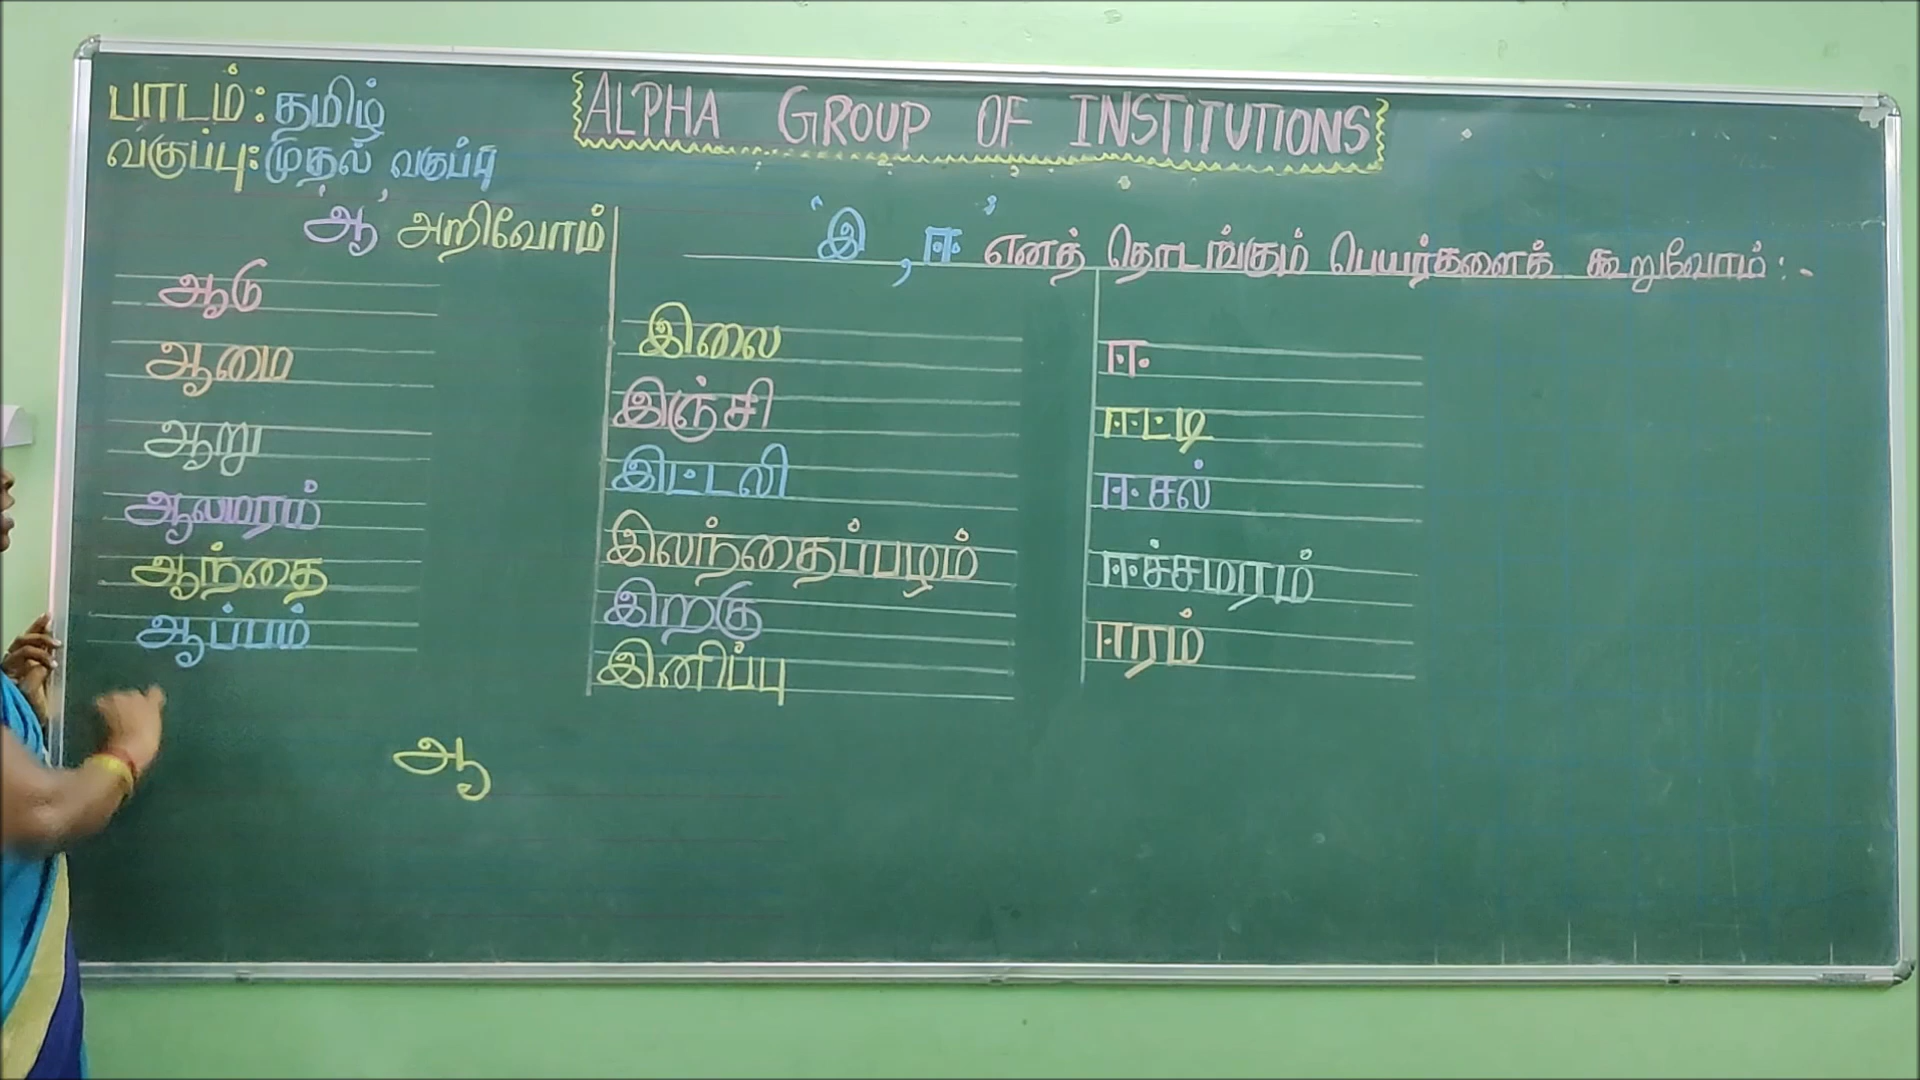 பாடம்: தமிழ்
ALPHA GROUP OF INSTITUTIONS
வகுப்பு: முதல் வகுப்பு
'ஆ' அறிவோம்
ஆடு
ஆமை
ஆறு
ஆலமரம்
ஆந்தை
ஆப்பம்
"இ, ஈ" எனத் தொடங்கும் பெயர்களைக் கூறுவோம்:-
இலை
இஞ்சி
இட்டலி
இலந்தைப்பழம்
இறகு
இனிப்பு
ஈ
ஈட்டி
ஈசல்
ஈச்சமரம்
ஈரம்
ஆ